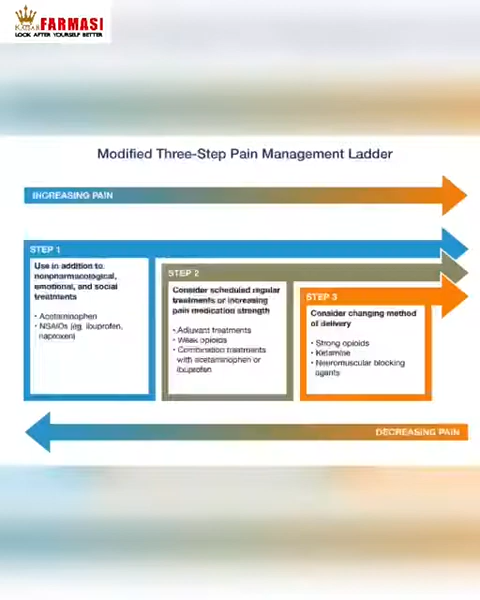 FARMASI
LOOK AFTER YOURSELF BETTER
Modified Three-Step Pain Management Ladder
INCREASING PAIN
STEP 1
Use in addition to
nonpharmacological,
emotional, and social
treatments
• Acetaminophen
• NSAIDs (eg, ibuprofen,
naproxen)
STEP 2
Consider scheduled regular
treatments or increasing
pain medication strength
• Adjuvant treatments
• Weak opioids
• Combination treatments
with acetaminophen or
ibuprofen
STEP 3
Consider changing method
of delivery
• Strong opioids
• Ketamine
• Neuromuscular blocking
agents
DECREASING PAIN